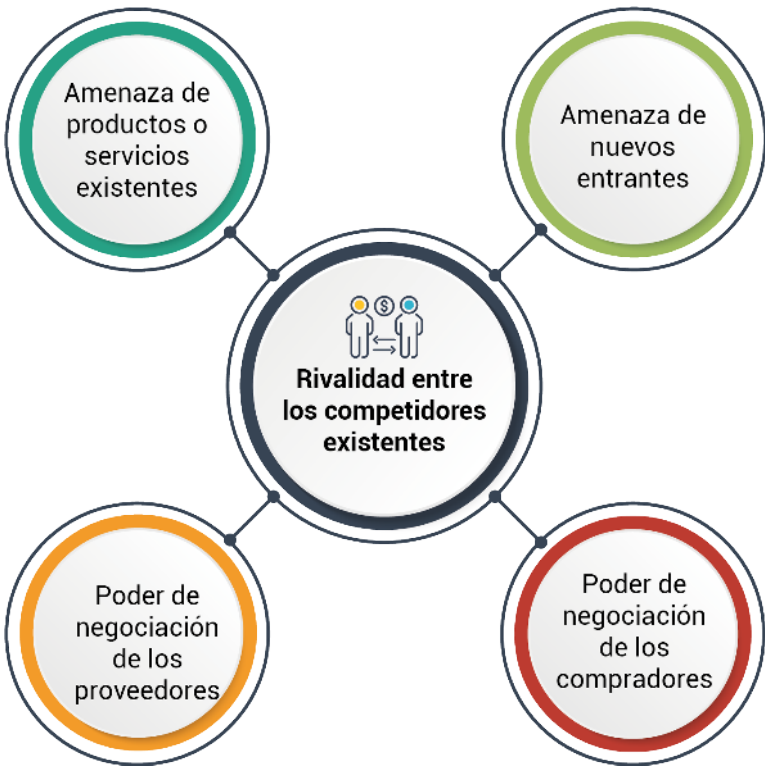 Amenaza de
productos o
servicios
existentes
Amenaza de
nuevos
entrantes
$
Rivalidad entre
los competidores
existentes
Poder de
negociación
de los
proveedores
Poder de
negociación
de los
compradores